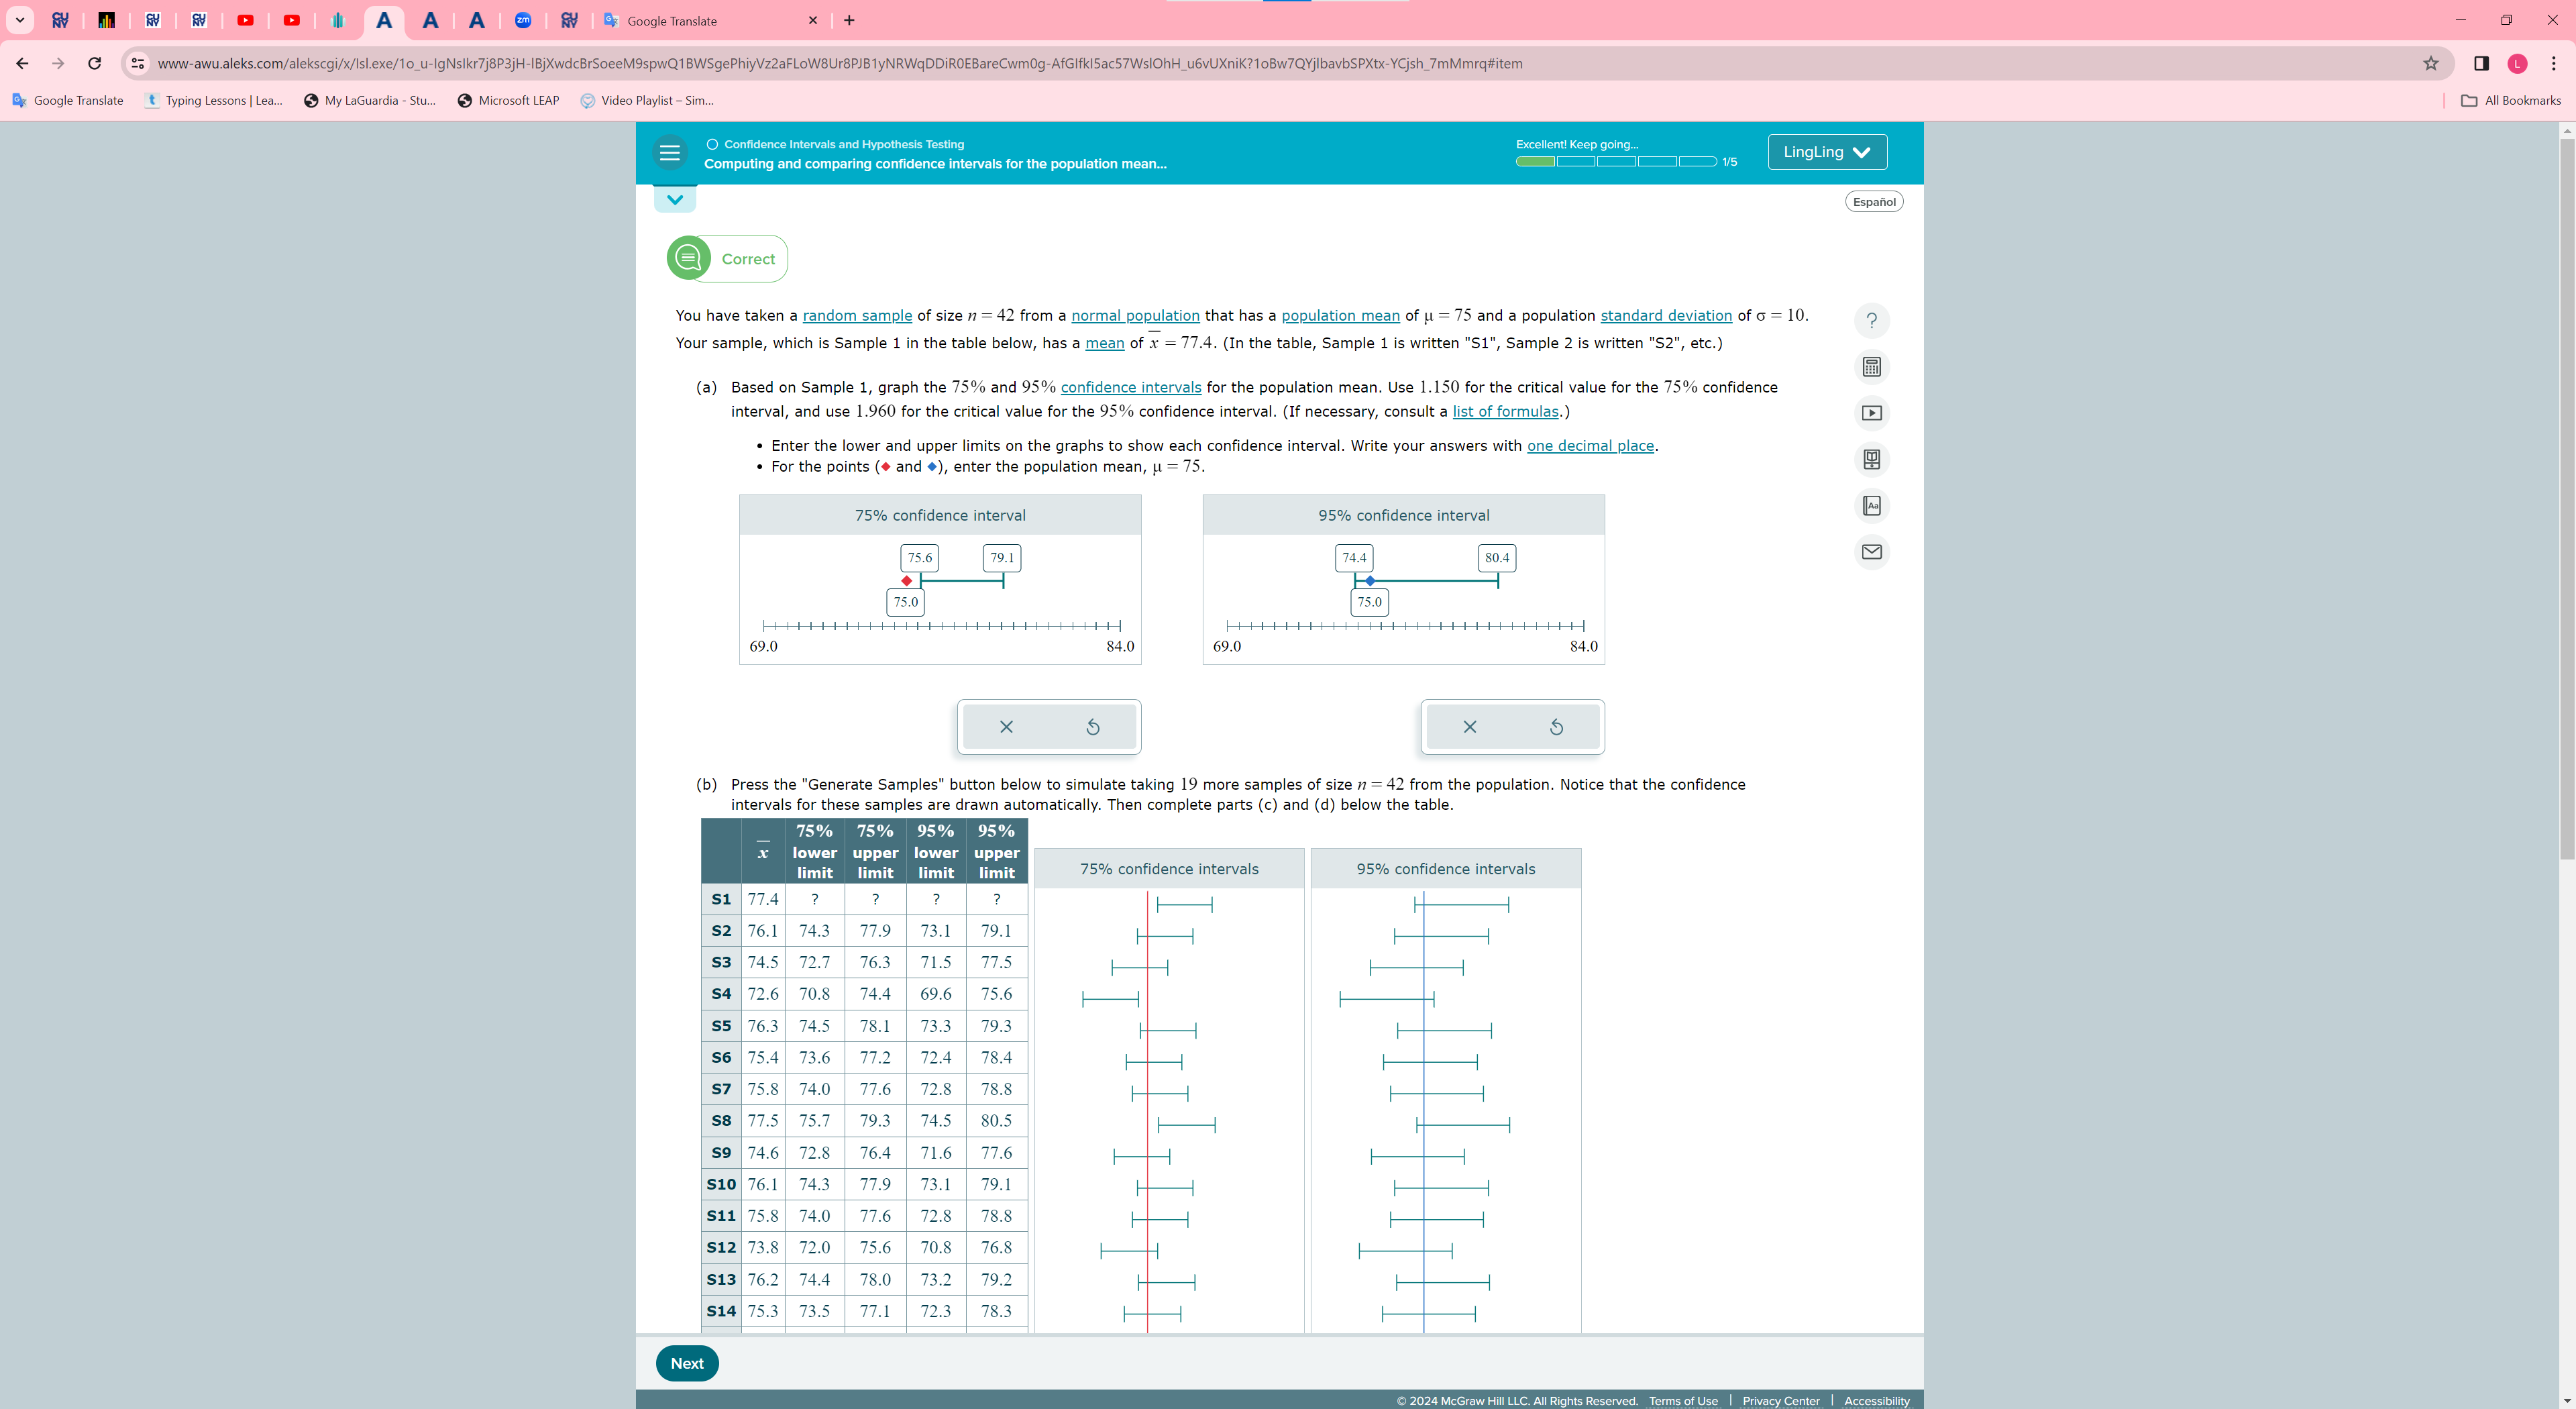 Google Translate
www-awu.aleks.com/alekscgi/x/Isl.exe/1o_u-IgNsIkr7j8P3jH-IBjXwdcBrSoeeM9spwQ1BWSgePhiyVz2aFLoW8Ur8PJB1yNRWqDDiR0EBareCwm0g-AfGIfkI5ac57WslOhH_u6vUXniK?1oBw7QYjlbavbSPXtx-YCjsh_7mMmrq#item
Google Translate Typing Lessons | Lea... My LaGuardia - Stu... Microsoft LEAP Video Playlist – Sim... All Bookmarks
Confidence Intervals and Hypothesis Testing
Computing and comparing confidence intervals for the population mean...
Excellent! Keep going...
1/5
LingLing
Español
Correct
You have taken a random sample of size n = 42 from a normal population that has a population mean of μ = 75 and a population standard deviation of σ = 10.
Your sample, which is Sample 1 in the table below, has a mean of x̄ = 77.4. (In the table, Sample 1 is written "S1", Sample 2 is written "S2", etc.)
(a) Based on Sample 1, graph the 75% and 95% confidence intervals for the population mean. Use 1.150 for the critical value for the 75% confidence
interval, and use 1.960 for the critical value for the 95% confidence interval. (If necessary, consult a list of formulas.)
• Enter the lower and upper limits on the graphs to show each confidence interval. Write your answers with one decimal place.
• For the points (◆ and ◆), enter the population mean, μ = 75.
75% confidence interval
75.6 79.1
75.0
69.0 84.0
95% confidence interval
74.4 80.4
75.0
69.0 84.0
(b) Press the "Generate Samples" button below to simulate taking 19 more samples of size n = 42 from the population. Notice that the confidence
intervals for these samples are drawn automatically. Then complete parts (c) and (d) below the table.
x̄ 75% lower limit 75% upper limit 95% lower limit 95% upper limit
75% confidence intervals 95% confidence intervals
S1 77.4 ? ? ? ?
S2 76.1 74.3 77.9 73.1 79.1
S3 74.5 72.7 76.3 71.5 77.5
S4 72.6 70.8 74.4 69.6 75.6
S5 76.3 74.5 78.1 73.3 79.3
S6 75.4 73.6 77.2 72.4 78.4
S7 75.8 74.0 77.6 72.8 78.8
S8 77.5 75.7 79.3 74.5 80.5
S9 74.6 72.8 76.4 71.6 77.6
S10 76.1 74.3 77.9 73.1 79.1
S11 75.8 74.0 77.6 72.8 78.8
S12 73.8 72.0 75.6 70.8 76.8
S13 76.2 74.4 78.0 73.2 79.2
S14 75.3 73.5 77.1 72.3 78.3
Next
© 2024 McGraw Hill LLC. All Rights Reserved. Terms of Use | Privacy Center | Accessibility